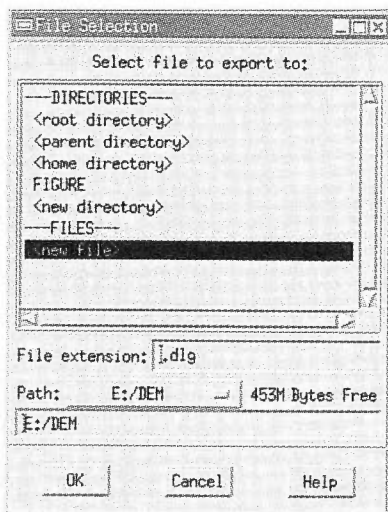 File Selection
Select file to export to:
---DIRECTORIES---
<root directory>
<parent directory>
<home directory>
FIGURE
<new directory>
---FILES---
<new file>
File extension: .dlg
Path: E:/DEM 453M Bytes Free
E:/DEM
OK Cancel Help